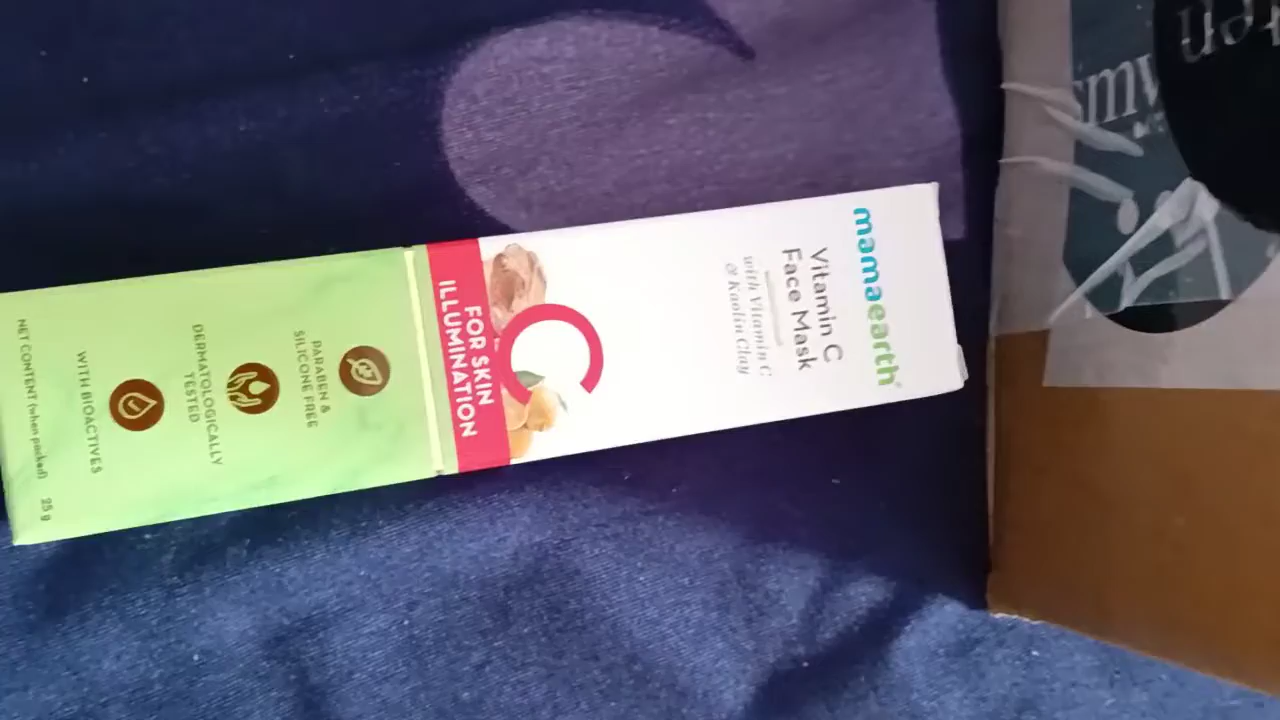 mamaearth®
Vitamin C
Face Mask
with Vitamin C
& Kaolin Clay
C
FOR SKIN
ILLUMINATION
PARABEN &
SILICONE FREE
DERMATOLOGICALLY
TESTED
WITH BIOACTIVES
NET CONTENT (when packed) 25 g